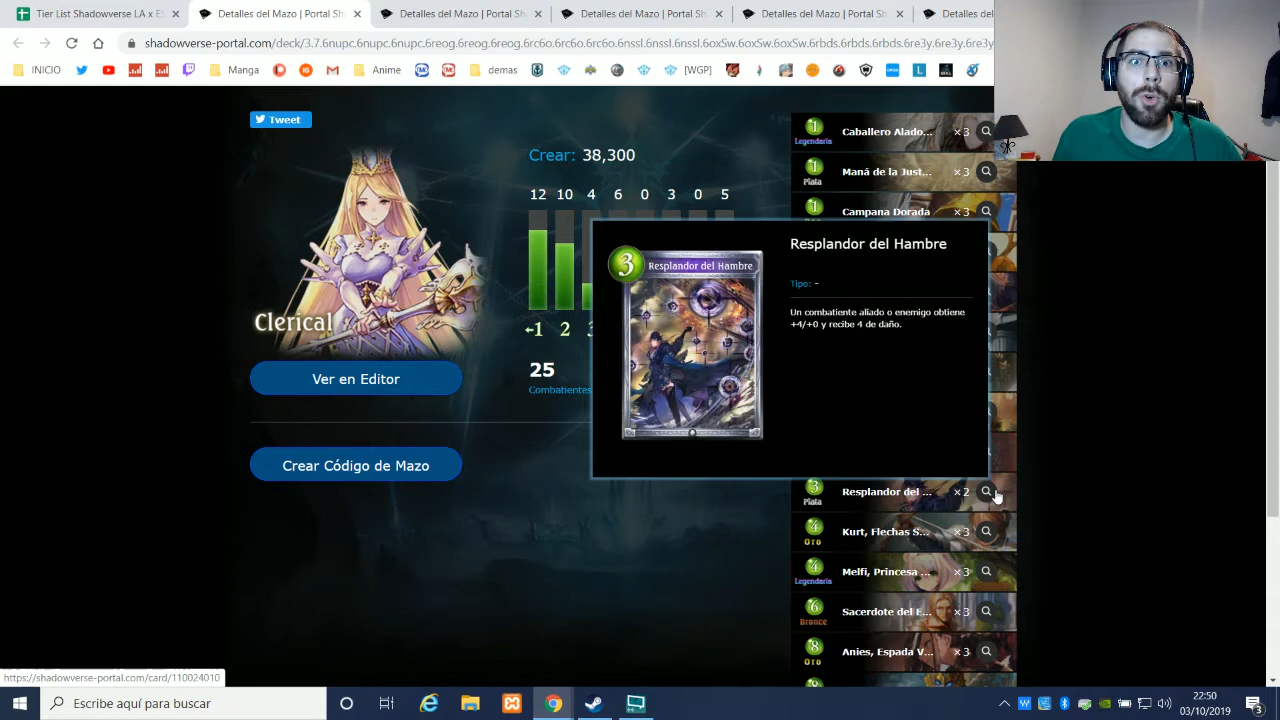 Tier List Shadowverse LA x ES
Detalles del Mazo | Portal S
Detalles del Mazo | Portal Sh
Detalles del Mazo | Portal Sh
Detalles del Mazo | Portal Sh
Detalles del
shadowverse-portal.com/deck/3.7.6nupc.6nupc.6nupc.6reog.6reog.6reog.6rc6o.6rc6o.6rc6o.6nssI.6nssI.6nssI.6oxSw.6oxSw.6oxSw.6rbds.6rbds.6rbds.6re3y.6re3y.6re3y
INICIO
Manga
Anime
demas
[WGP]
Tweet
Clerical
Ver en Editor
Crear Código de Mazo
Crear: 38,300
12 10 4 6 0 3 0 5
←1 2 3
25
Combatientes
1 Caballero Alado... ×3
Legendaria
1 Maná de la Just... ×3
Plata
1 Campana Dorada ×3
Resplandor del Hambre
3 Resplandor del Hambre
Tipo: -
Un combatiente aliado o enemigo obtiene
+4/+0 y recibe 4 de daño.
3 Resplandor del ... ×2
Plata
4 Kurt, Flechas S... ×3
Oro
4 Melfi, Princesa ... ×3
Legendaria
6 Sacerdote del E... ×3
Bronce
8 Anies, Espada V... ×3
Oro
https://shadowverse-portal.com/card/110024010
Escribe aquí para buscar
22:50
03/10/2019
3